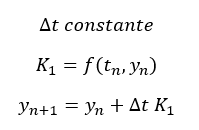 Δt constante
K₁ = f(tₙ, yₙ)
yₙ₊₁ = yₙ + Δt K₁